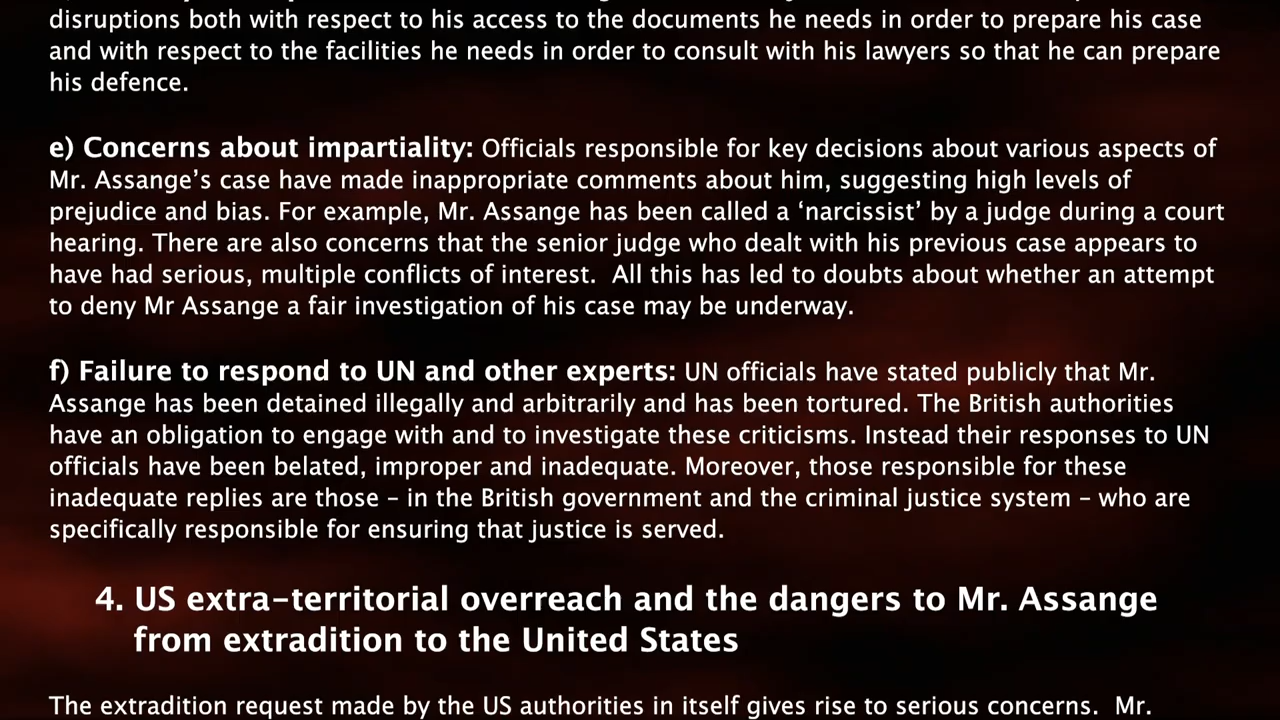 disruptions both with respect to his access to the documents he needs in order to prepare his case
and with respect to the facilities he needs in order to consult with his lawyers so that he can prepare
his defence.
e) Concerns about impartiality: Officials responsible for key decisions about various aspects of
Mr. Assange’s case have made inappropriate comments about him, suggesting high levels of
prejudice and bias. For example, Mr. Assange has been called a ‘narcissist’ by a judge during a court
hearing. There are also concerns that the senior judge who dealt with his previous case appears to
have had serious, multiple conflicts of interest.  All this has led to doubts about whether an attempt
to deny Mr Assange a fair investigation of his case may be underway.
f) Failure to respond to UN and other experts: UN officials have stated publicly that Mr.
Assange has been detained illegally and arbitrarily and has been tortured. The British authorities
have an obligation to engage with and to investigate these criticisms. Instead their responses to UN
officials have been belated, improper and inadequate. Moreover, those responsible for these
inadequate replies are those – in the British government and the criminal justice system – who are
specifically responsible for ensuring that justice is served.
4. US extra-territorial overreach and the dangers to Mr. Assange
from extradition to the United States
The extradition request made by the US authorities in itself gives rise to serious concerns.  Mr.